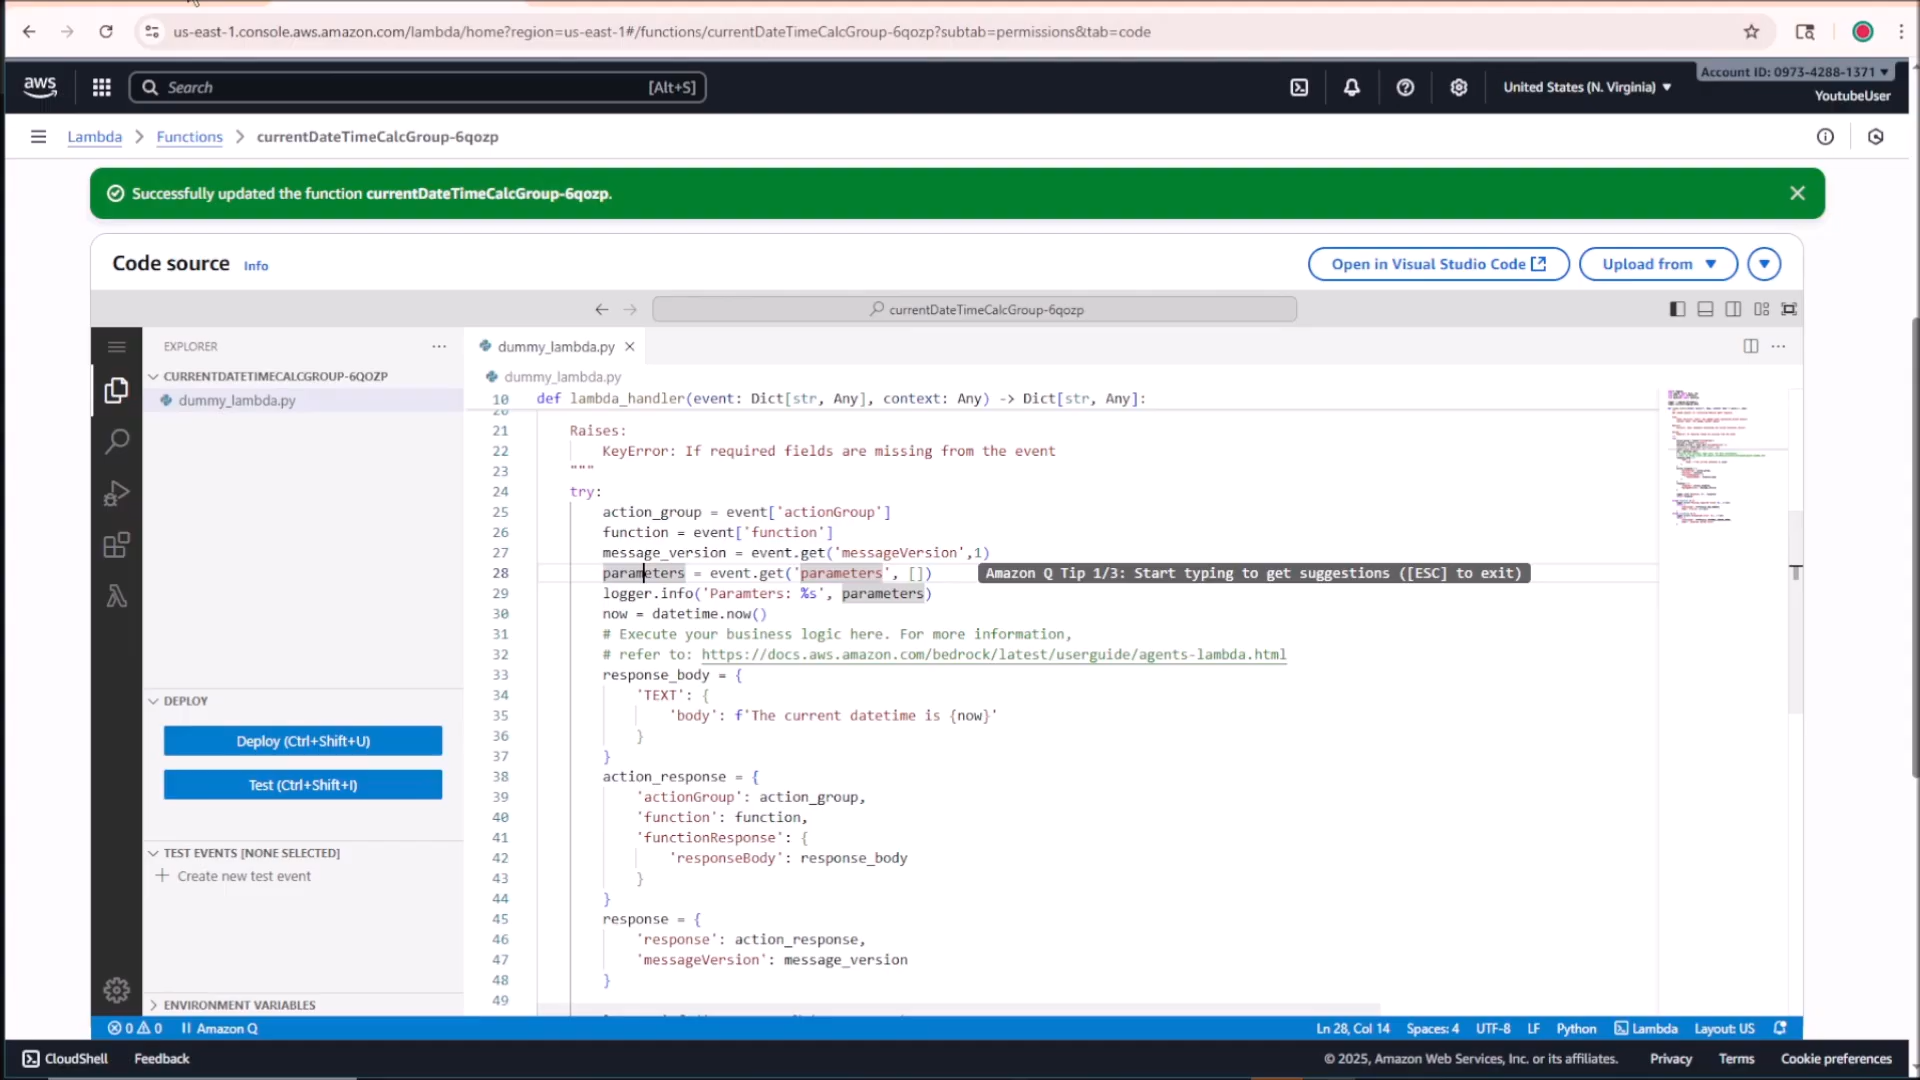 us-east-1.console.aws.amazon.com/lambda/home?region=us-east-1#/functions/currentDateTimeCalcGroup-6qozp?subtab=permissions&tab=code
aws
Search [Alt+S]
United States (N. Virginia)
Account ID: 0973-4288-1371
YoutubeUser
Lambda > Functions > currentDateTimeCalcGroup-6qozp
Successfully updated the function currentDateTimeCalcGroup-6qozp.
Code source Info
Open in Visual Studio Code
Upload from
currentDateTimeCalcGroup-6qozp
EXPLORER
CURRENTDATETIMECALCGROUP-6QOZP
dummy_lambda.py
DEPLOY
Deploy (Ctrl+Shift+U)
Test (Ctrl+Shift+I)
TEST EVENTS [NONE SELECTED]
Create new test event
ENVIRONMENT VARIABLES
dummy_lambda.py
dummy_lambda.py
10 def lambda_handler(event: Dict[str, Any], context: Any) -> Dict[str, Any]:
20
21 Raises:
22 KeyError: If required fields are missing from the event
23 """
24 try:
25 action_group = event['actionGroup']
26 function = event['function']
27 message_version = event.get('messageVersion',1)
28 parameters = event.get('parameters', []) Amazon Q Tip 1/3: Start typing to get suggestions ([ESC] to exit)
29 logger.info('Paramters: %s', parameters)
30 now = datetime.now()
31 # Execute your business logic here. For more information,
32 # refer to: https://docs.aws.amazon.com/bedrock/latest/userguide/agents-lambda.html
33 response_body = {
34 'TEXT': {
35 'body': f'The current datetime is {now}'
36 }
37 }
38 action_response = {
39 'actionGroup': action_group,
40 'function': function,
41 'functionResponse': {
42 'responseBody': response_body
43 }
44 }
45 response = {
46 'response': action_response,
47 'messageVersion': message_version
48 }
49
0 0 Amazon Q
Ln 28, Col 14 Spaces: 4 UTF-8 LF Python Lambda Layout: US
CloudShell Feedback
© 2025, Amazon Web Services, Inc. or its affiliates. Privacy Terms Cookie preferences